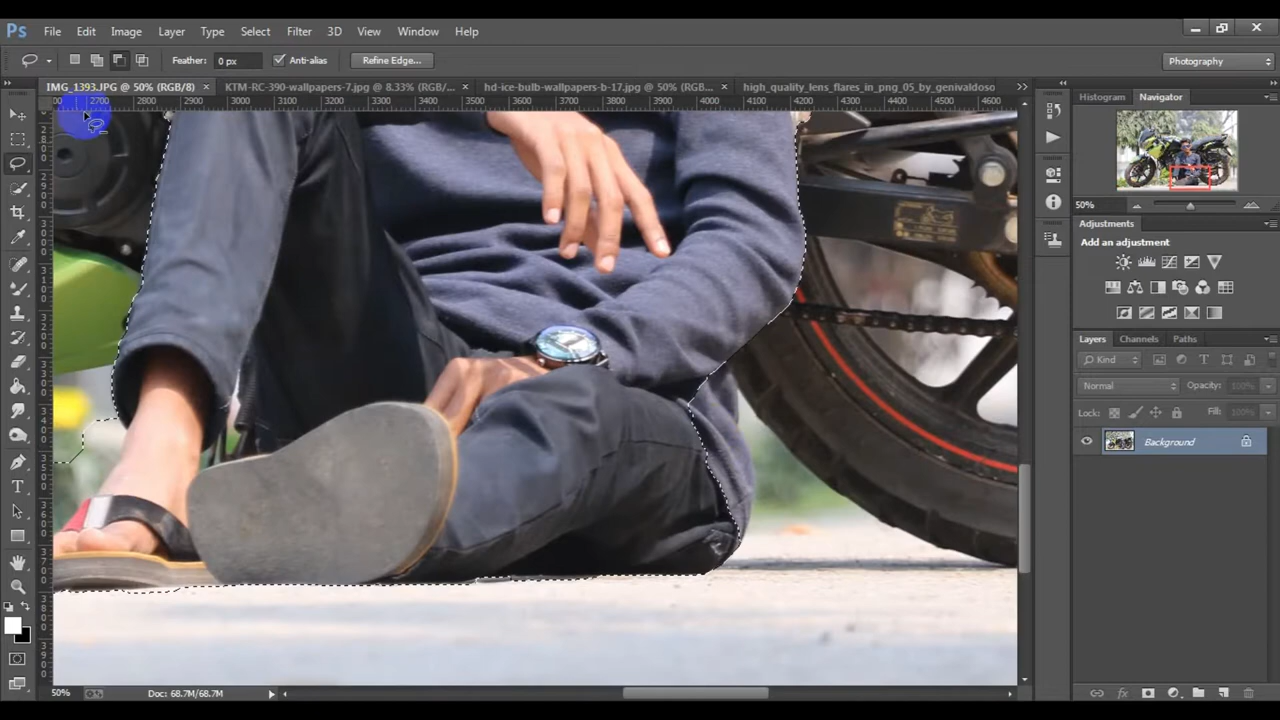 Ps File Edit Image Layer Type Select Filter 3D View Window Help
Feather: 0 px Anti-alias Refine Edge... Photography
IMG_1393.JPG @ 50% (RGB/8) × KTM-RC-390-wallpapers-7.jpg @ 8.33% (RGB/... × hd-ice-bulb-wallpapers-b-17.jpg @ 50% (RGB... × high_quality_lens_flares_in_png_05_by_genivaldoso
2700 2800 2900 3000 3100 3200 3300 3400 3500 3600 3700 3800 3900 4000 4100 4200 4300 4400 4500 4600
Histogram Navigator
50%
Adjustments
Add an adjustment
Layers Channels Paths
Kind
Normal Opacity: 100%
Lock: Fill: 100%
Background
50% Doc: 68.7M/68.7M